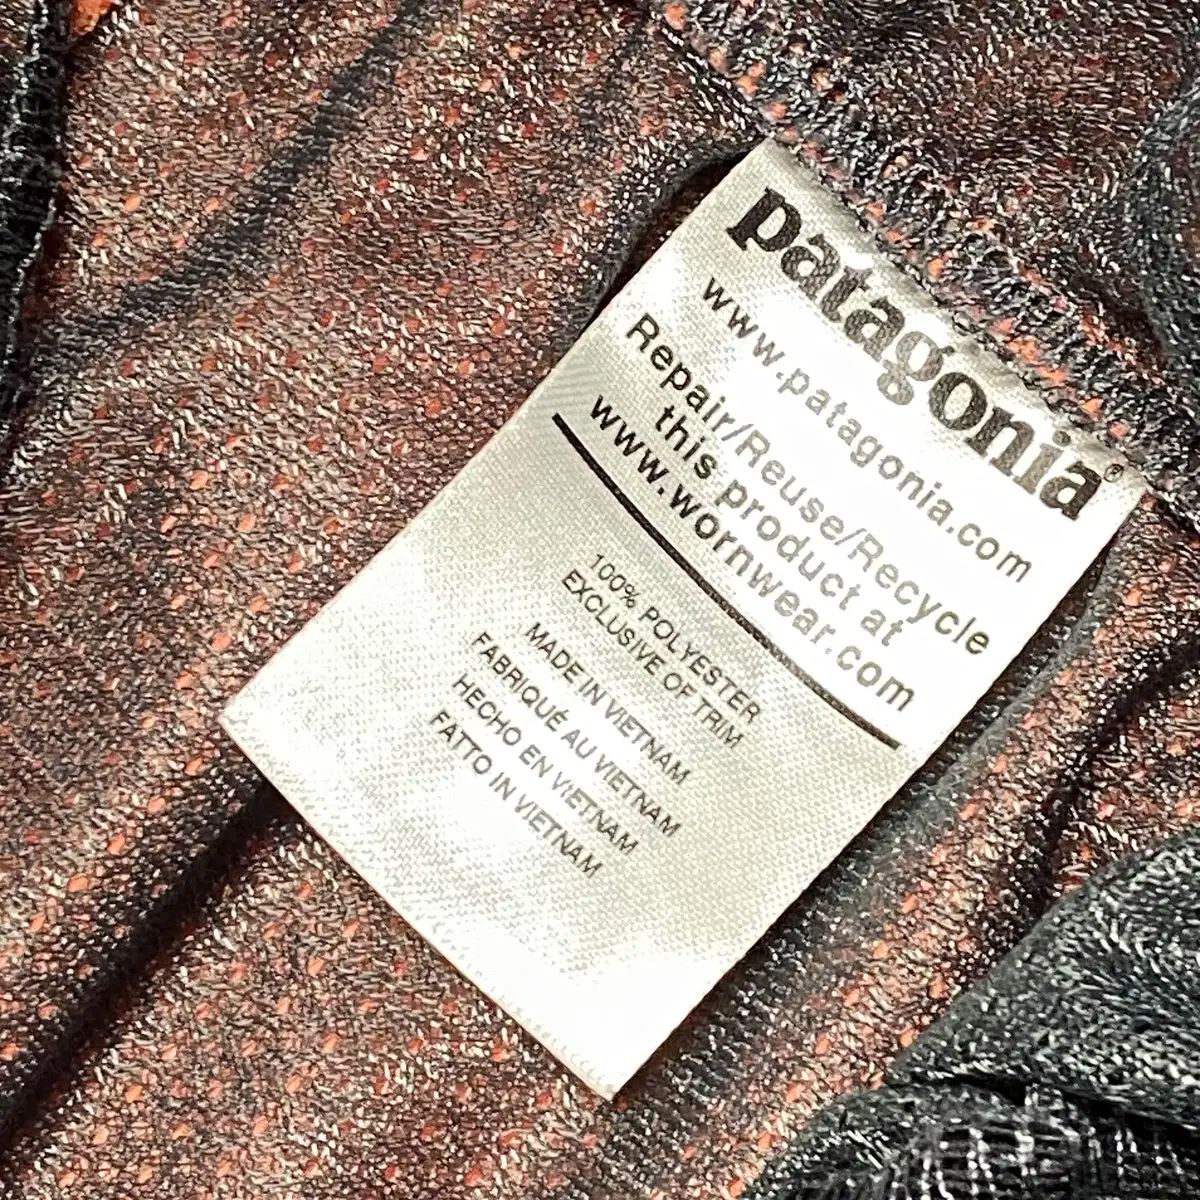 patagonia®
www.patagonia.com
Repair/Reuse/Recycle
this product at
www.wornwear.com
100% POLYESTER
EXCLUSIVE OF TRIM
MADE IN VIETNAM
FABRIQUÉ AU VIETNAM
HECHO EN VIETNAM
FATTO IN VIETNAM